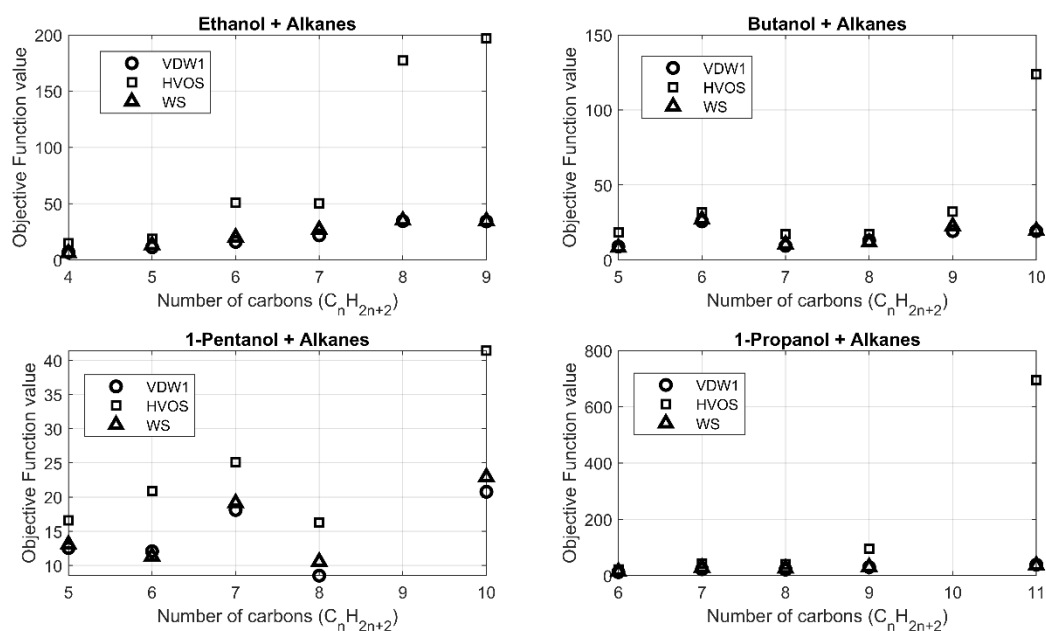 Ethanol + Alkanes
200
150
100
50
0
4 5 6 7 8 9
Objective Function value
Number of carbons (CₙH₂ₙ₊₂)
VDW1
HVOS
WS
Butanol + Alkanes
150
100
50
0
5 6 7 8 9 10
Objective Function value
Number of carbons (CₙH₂ₙ₊₂)
VDW1
HVOS
WS
1-Pentanol + Alkanes
40
35
30
25
20
15
10
5 6 7 8 9 10
Objective Function value
Number of carbons (CₙH₂ₙ₊₂)
VDW1
HVOS
WS
1-Propanol + Alkanes
800
600
400
200
0
6 7 8 9 10 11
Objective Function value
Number of carbons (CₙH₂ₙ₊₂)
VDW1
HVOS
WS